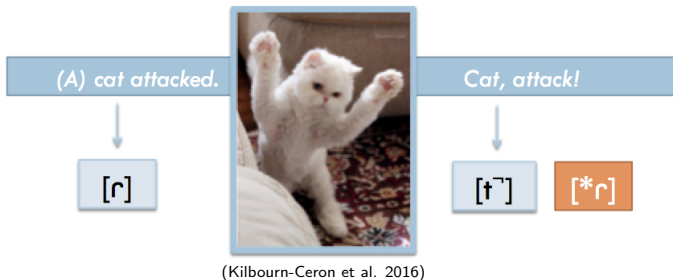 (A) cat attacked.
Cat, attack!
[ɾ]
[t̚]
[*ɾ]
(Kilbourn-Ceron et al. 2016)